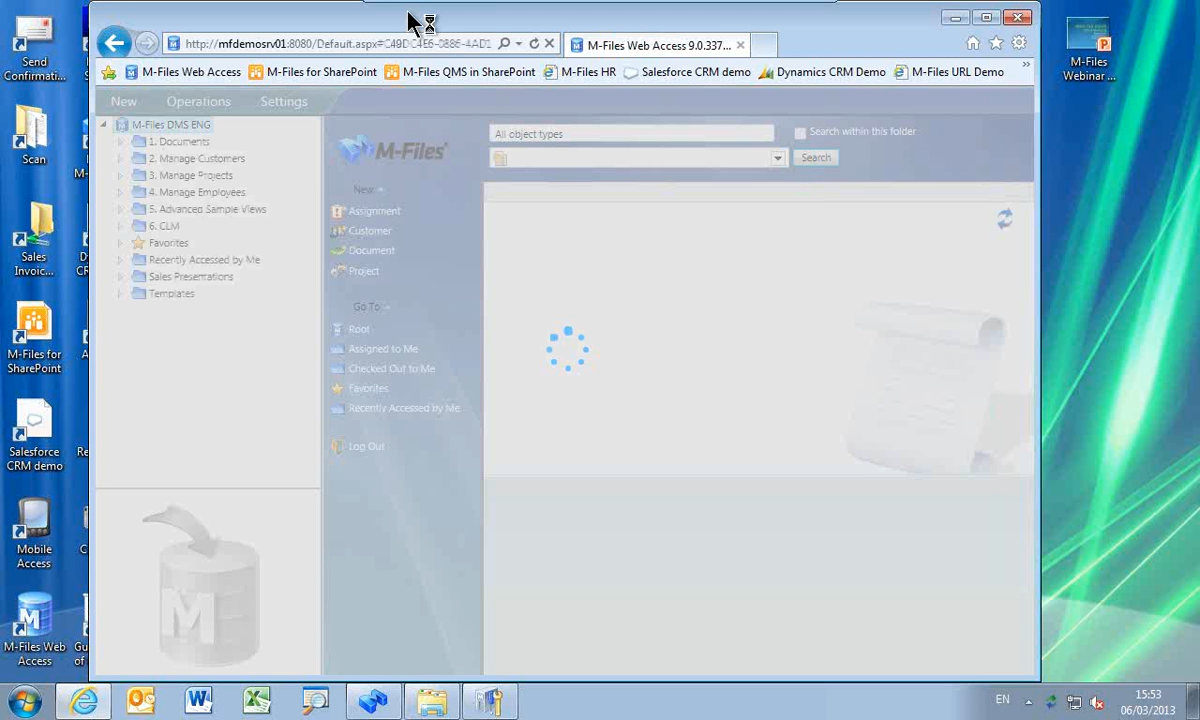 Send
Confirmati...
Scan
Sales
Invoic...
M-Files for
SharePoint
Salesforce
CRM demo
Mobile
Access
M-Files Web
Access
http://mfdemosrv01:8080/Default.aspx#C49DC4E6-0886-4AD1
M-Files Web Access 9.0.337...
M-Files Web Access
M-Files for SharePoint
M-Files QMS in SharePoint
M-Files HR
Salesforce CRM demo
Dynamics CRM Demo
M-Files URL Demo
New
Operations
Settings
M-Files DMS ENG
1. Documents
2. Manage Customers
3. Manage Projects
4. Manage Employees
5. Advanced Sample Views
6. CLM
Favorites
Recently Accessed by Me
Sales Presentations
Templates
M-Files
All object types
Search within this folder
Search
New
Assignment
Customer
Document
Project
Go To
Root
Assigned to Me
Checked Out to Me
Favorites
Recently Accessed by Me
Log Out
M
M-Files
Webinar ...
EN
15:53
06/03/2013